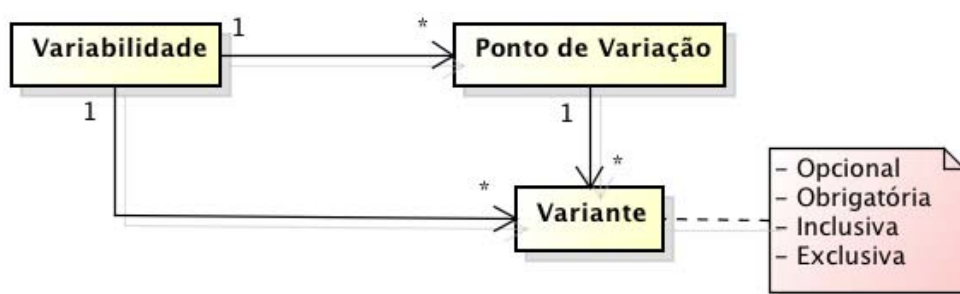 Variabilidade
1
*
Ponto de Variação
1
1
*
*
Variante
- Opcional
- Obrigatória
- Inclusiva
- Exclusiva